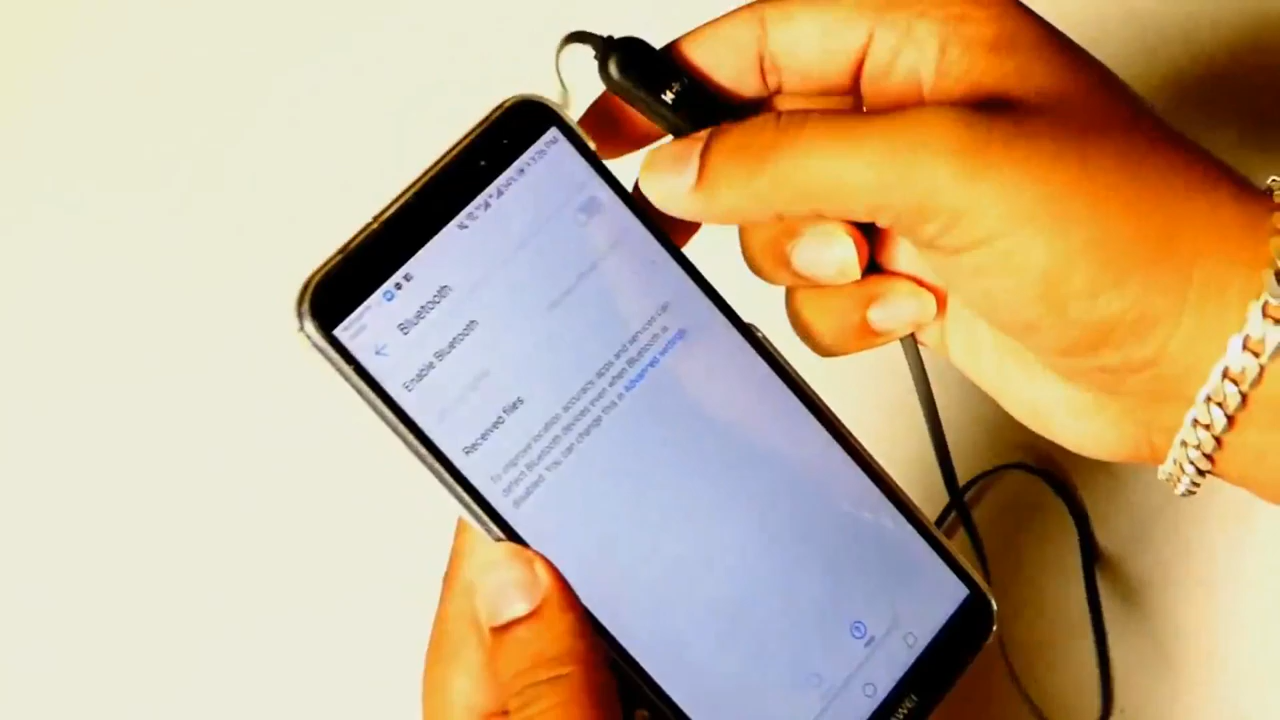 Bluetooth
Enable Bluetooth
Received files
To improve location accuracy, apps and services can
detect Bluetooth devices even when Bluetooth is
disabled. You can change this in Advanced settings.